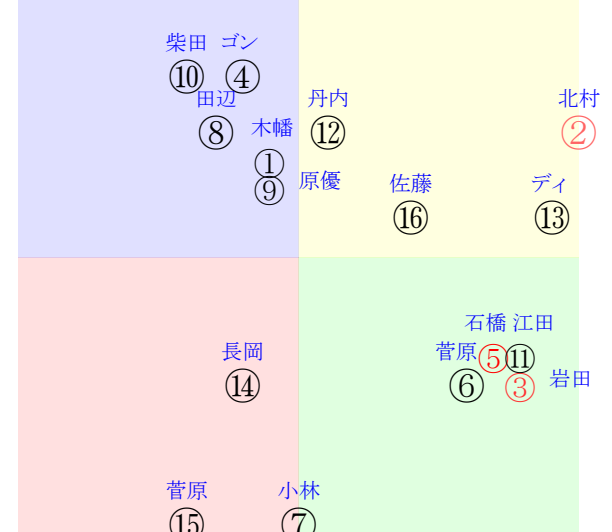 柴田 ゴン
⑩ ④
田辺 丹内 北村
⑧ 木幡 ⑫ ②
①
⑨ 原優 佐藤 ディ
⑯ ⑬
石橋 江田
長岡 菅原 ⑤ ⑪
⑭ ⑥ ③ 岩田
菅原 小林
⑮ ⑦